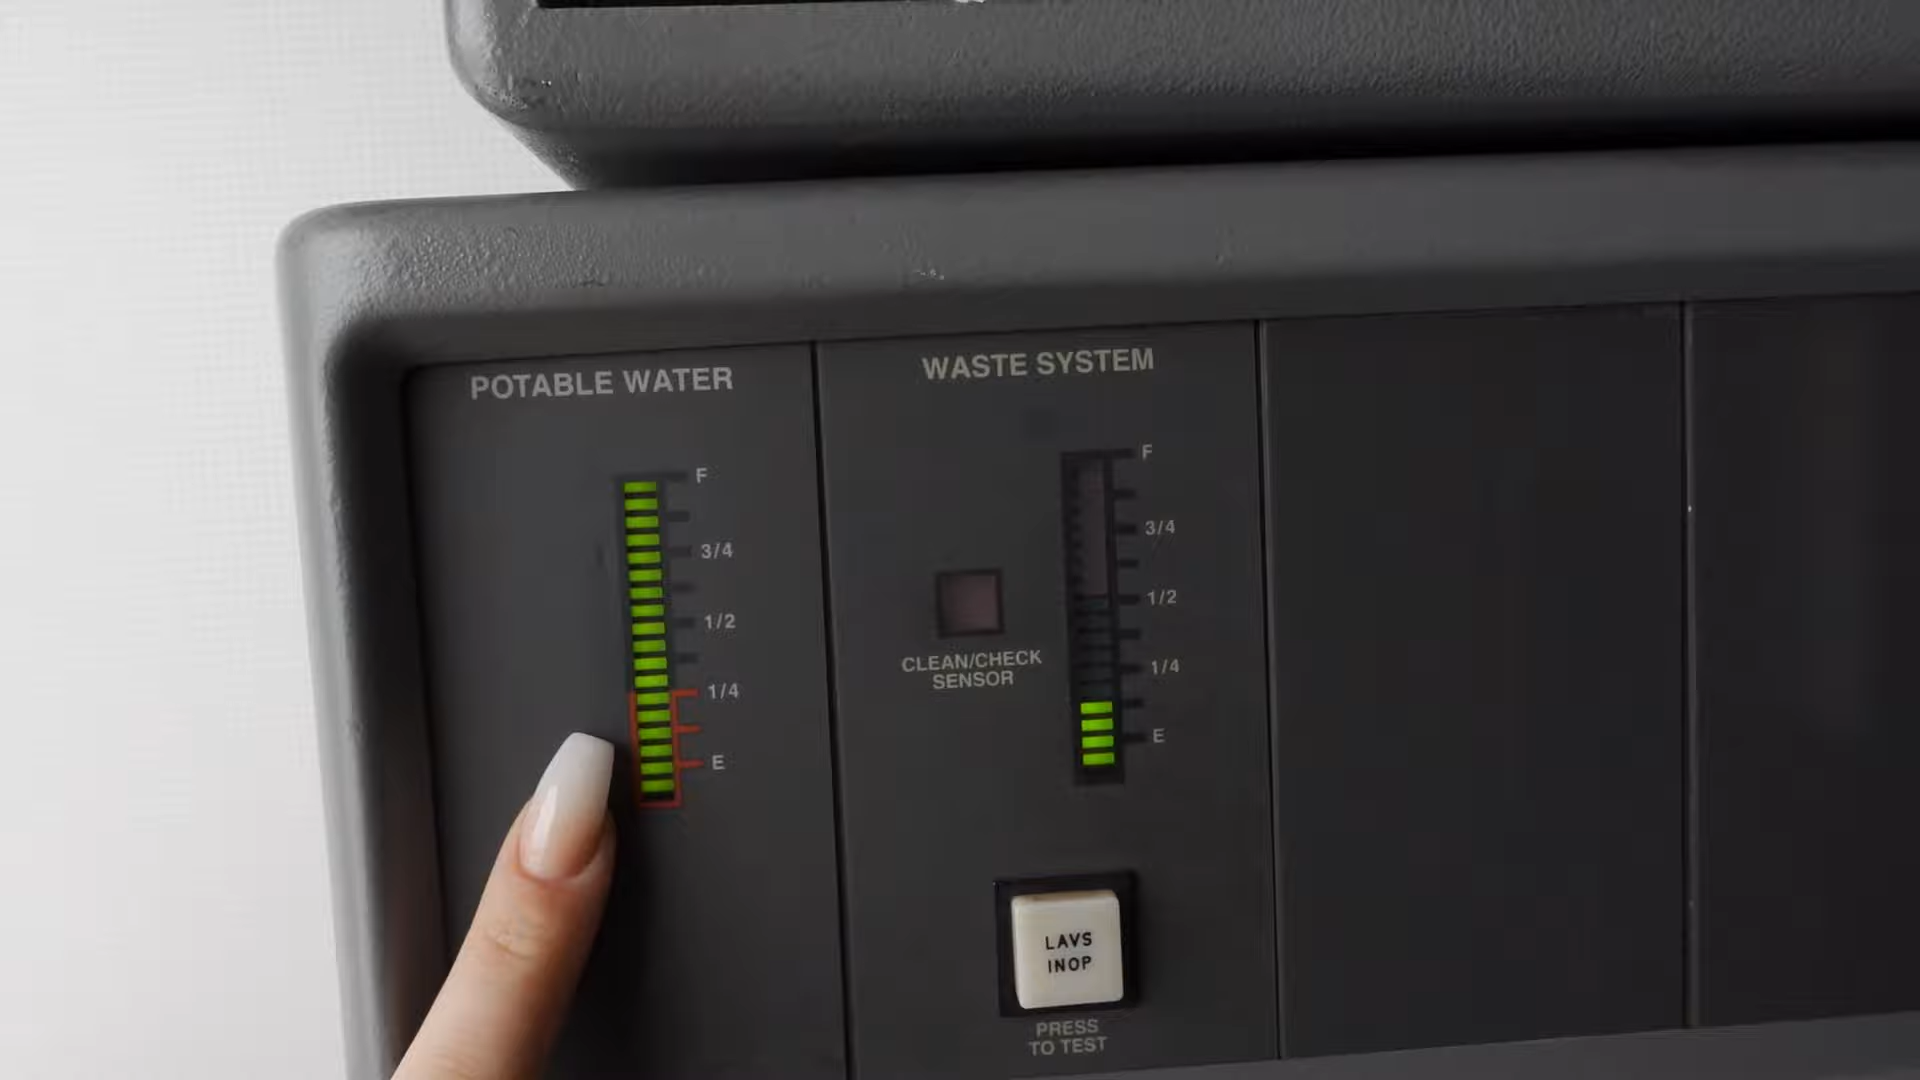 POTABLE WATER
F
3/4
1/2
1/4
E
WASTE SYSTEM
F
3/4
1/2
1/4
E
CLEAN/CHECK
SENSOR
LAVS
INOP
PRESS
TO TEST